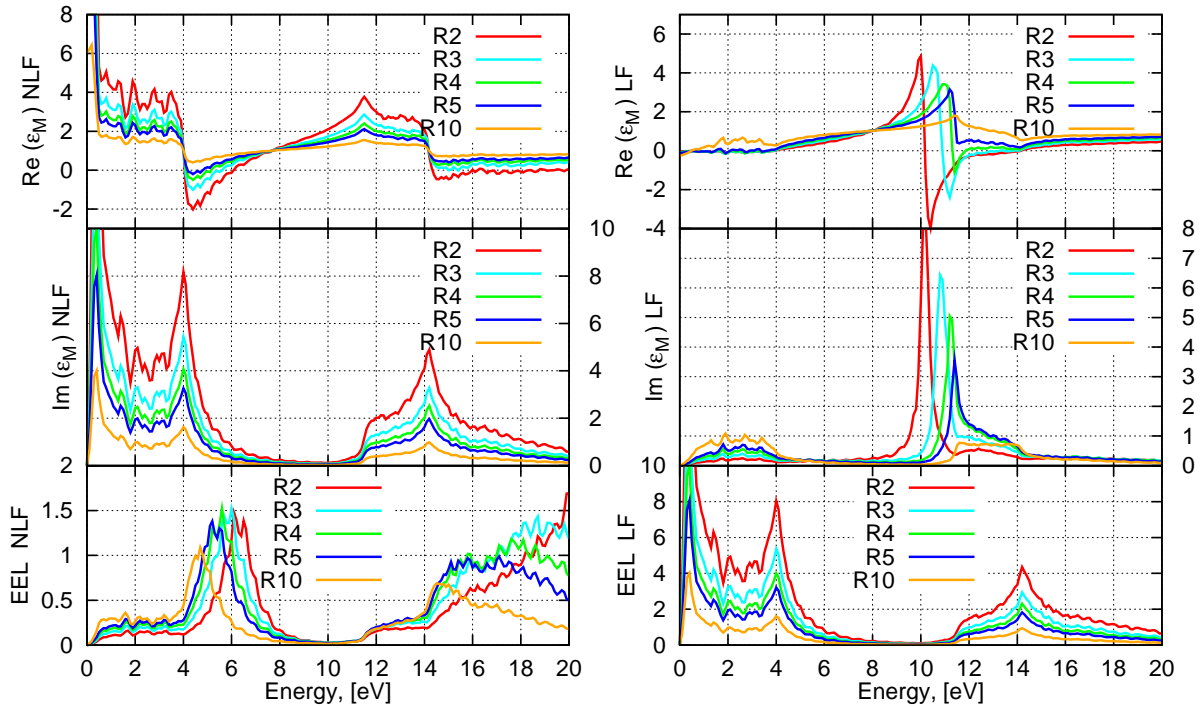 Re (εM) NLF
8
6
4
2
0
-2
R2
R3
R4
R5
R10
Im (εM) NLF
10
8
6
4
2
0
R2
R3
R4
R5
R10
EEL NLF
2
1.5
1
0.5
0
R2
R3
R4
R5
R10
0 2 4 6 8 10 12 14 16 18 20
Energy, [eV]
Re (εM) LF
6
4
2
0
-2
-4
R2
R3
R4
R5
R10
Im (εM) LF
8
7
6
5
4
3
2
1
0
R2
R3
R4
R5
R10
EEL LF
10
8
6
4
2
0
R2
R3
R4
R5
R10
0 2 4 6 8 10 12 14 16 18 20
Energy, [eV]